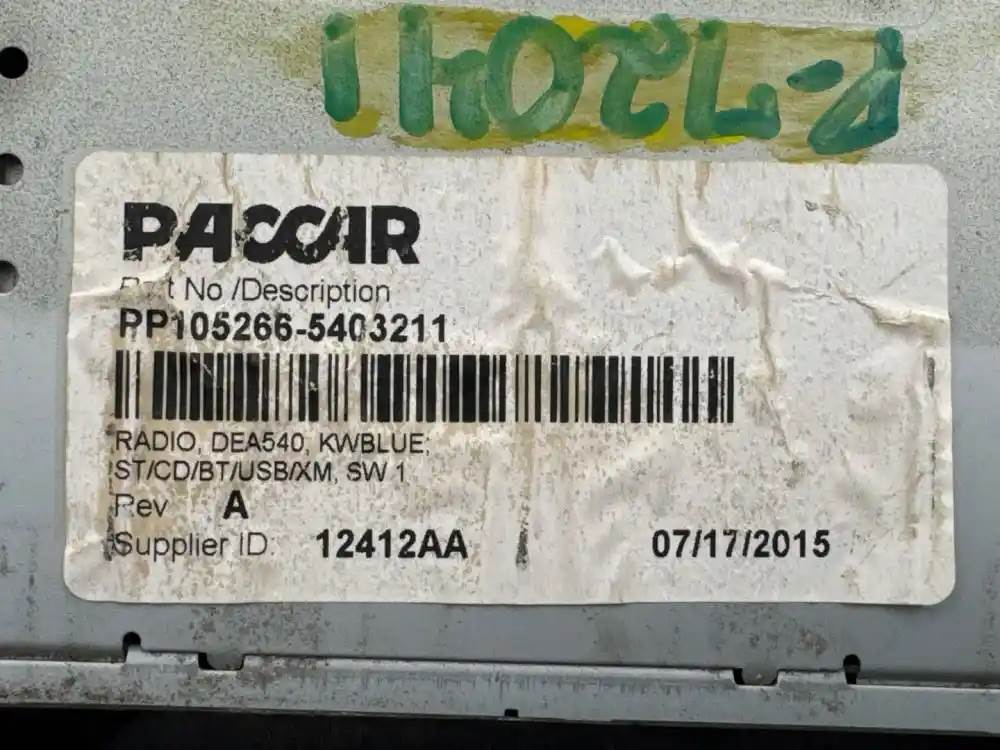 PACCAR
Part No /Description
PP105266-5403211
RADIO, DEA540, KWBLUE;
ST/CD/BT/USB/XM, SW 1
Rev A
Supplier ID: 12412AA 07/17/2015